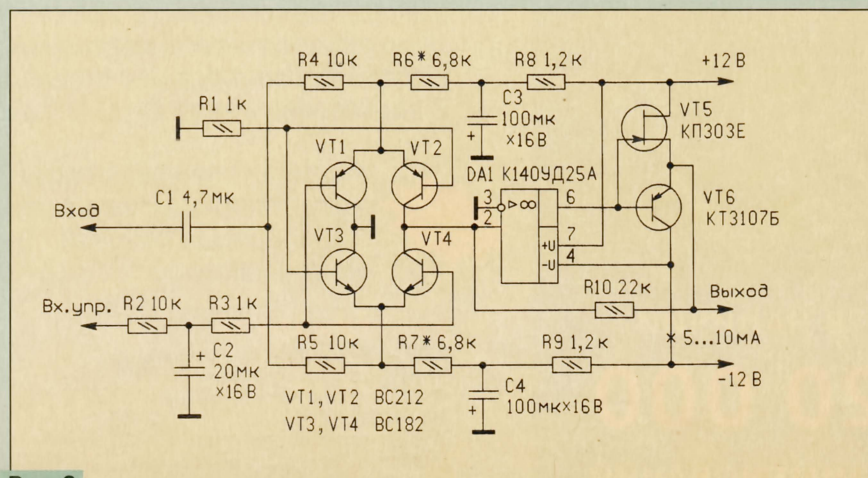 R4 10к
R6* 6,8к
R8 1,2к
+12 В
R1 1к
C3
100мк
×16В
+
VT5
КП303Е
VT1
VT2
DA1 К140УД25А
C1 4,7мк
3
2
▷∞
6
VT6
КТ3107Б
Вход
+U
7
-U
4
VT3
VT4
R10 22к
Выход
Вх.упр.
R2 10к
R3 1к
× 5...10мА
+
C2
20мк
×16В
R5 10к
R7* 6,8к
R9 1,2к
-12 В
C4
100мк×16В
+
VT1, VT2 BC212
VT3, VT4 BC182